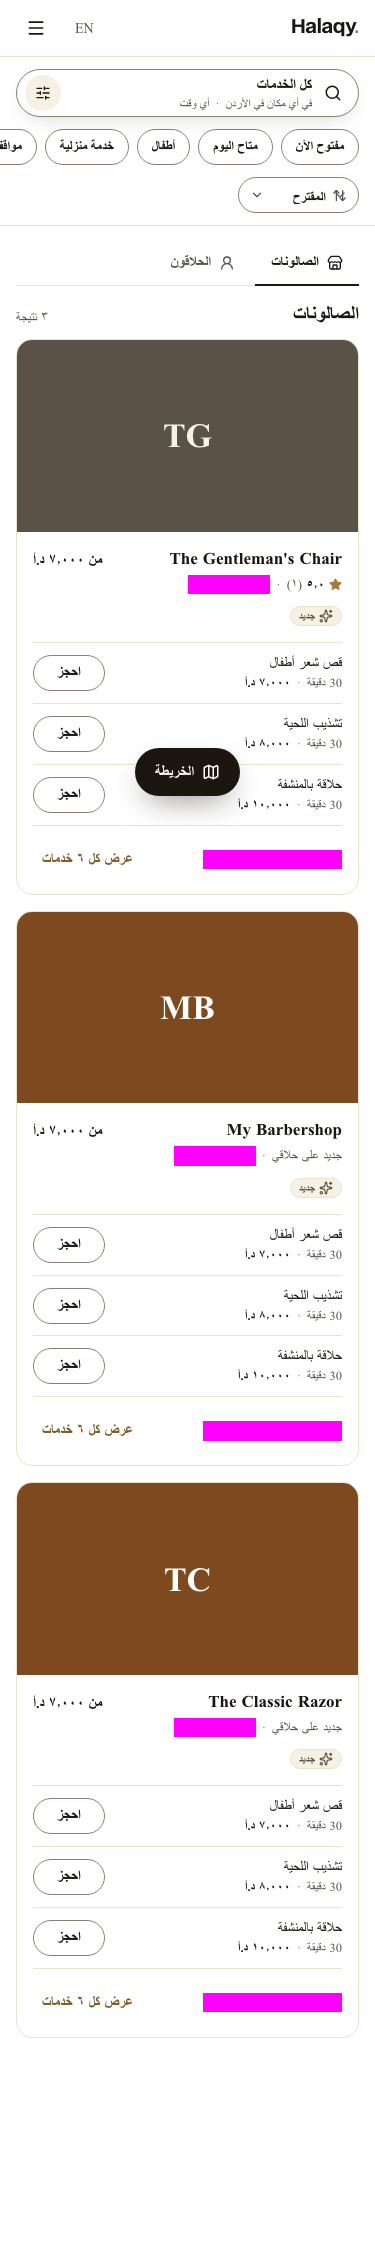 Halaqy.
EN
كل الخدمات
في أي مكان في الأردن · أي وقت
مفتوح الآن
متاح اليوم
أطفال
خدمة منزلية
المقترح
الصالونات
الحلاقون
الصالونات
٣ نتيجة
TG
The Gentleman's Chair
من ٧٫٠٠٠ د.أ
٥٫٠ (١) ·
جديد
قص شعر أطفال
30 دقيقة · ٧٫٠٠٠ د.أ
احجز
تشذيب اللحية
30 دقيقة · ٨٫٠٠٠ د.أ
احجز
الخريطة
حلاقة بالمنشفة
30 دقيقة · ١٠٫٠٠٠ د.أ
احجز
عرض كل ٦ خدمات
MB
My Barbershop
من ٧٫٠٠٠ د.أ
جديد على حلاقي ·
جديد
قص شعر أطفال
30 دقيقة · ٧٫٠٠٠ د.أ
احجز
تشذيب اللحية
30 دقيقة · ٨٫٠٠٠ د.أ
احجز
حلاقة بالمنشفة
30 دقيقة · ١٠٫٠٠٠ د.أ
احجز
عرض كل ٦ خدمات
TC
The Classic Razor
من ٧٫٠٠٠ د.أ
جديد على حلاقي ·
جديد
قص شعر أطفال
30 دقيقة · ٧٫٠٠٠ د.أ
احجز
تشذيب اللحية
30 دقيقة · ٨٫٠٠٠ د.أ
احجز
حلاقة بالمنشفة
30 دقيقة · ١٠٫٠٠٠ د.أ
احجز
عرض كل ٦ خدمات